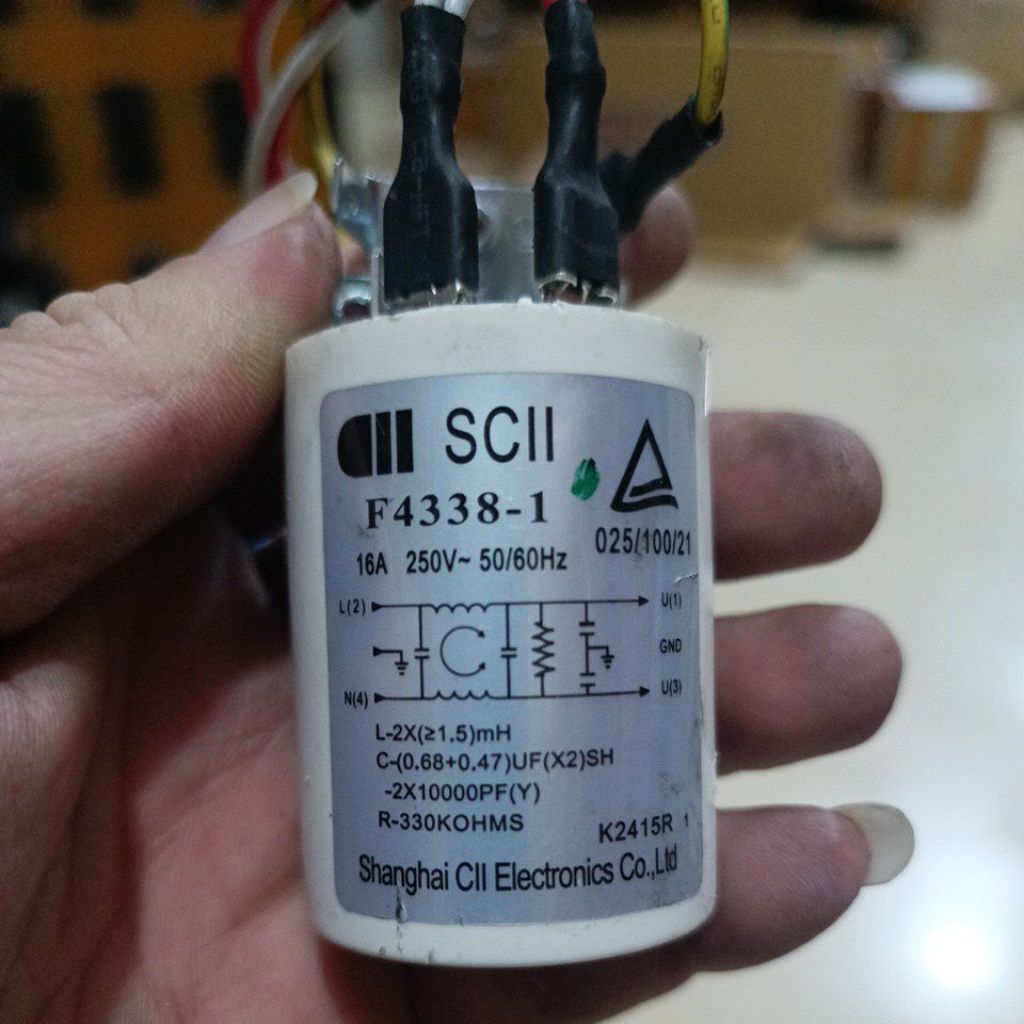 CII SCII
F4338-1
025/100/21
16A 250V~ 50/60Hz
L(2) U(1)
GND
N(4) U(3)
L-2X(≥1.5)mH
C-(0.68+0.47)UF(X2)SH
-2X10000PF(Y)
R-330KOHMS
K2415R 1
Shanghai CII Electronics Co.,Ltd